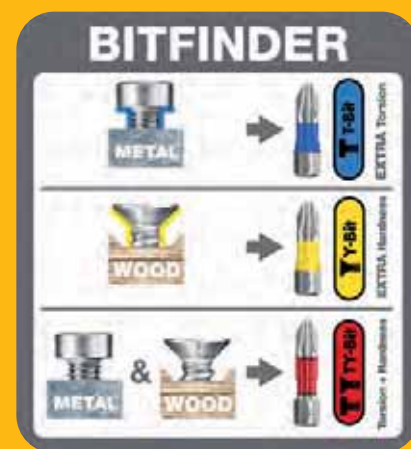 BITFINDER
METAL
T-Bit
EXTRA Torsion
WOOD
Y-Bit
EXTRA Hardness
METAL & WOOD
TY-Bit
Torsion + Hardness